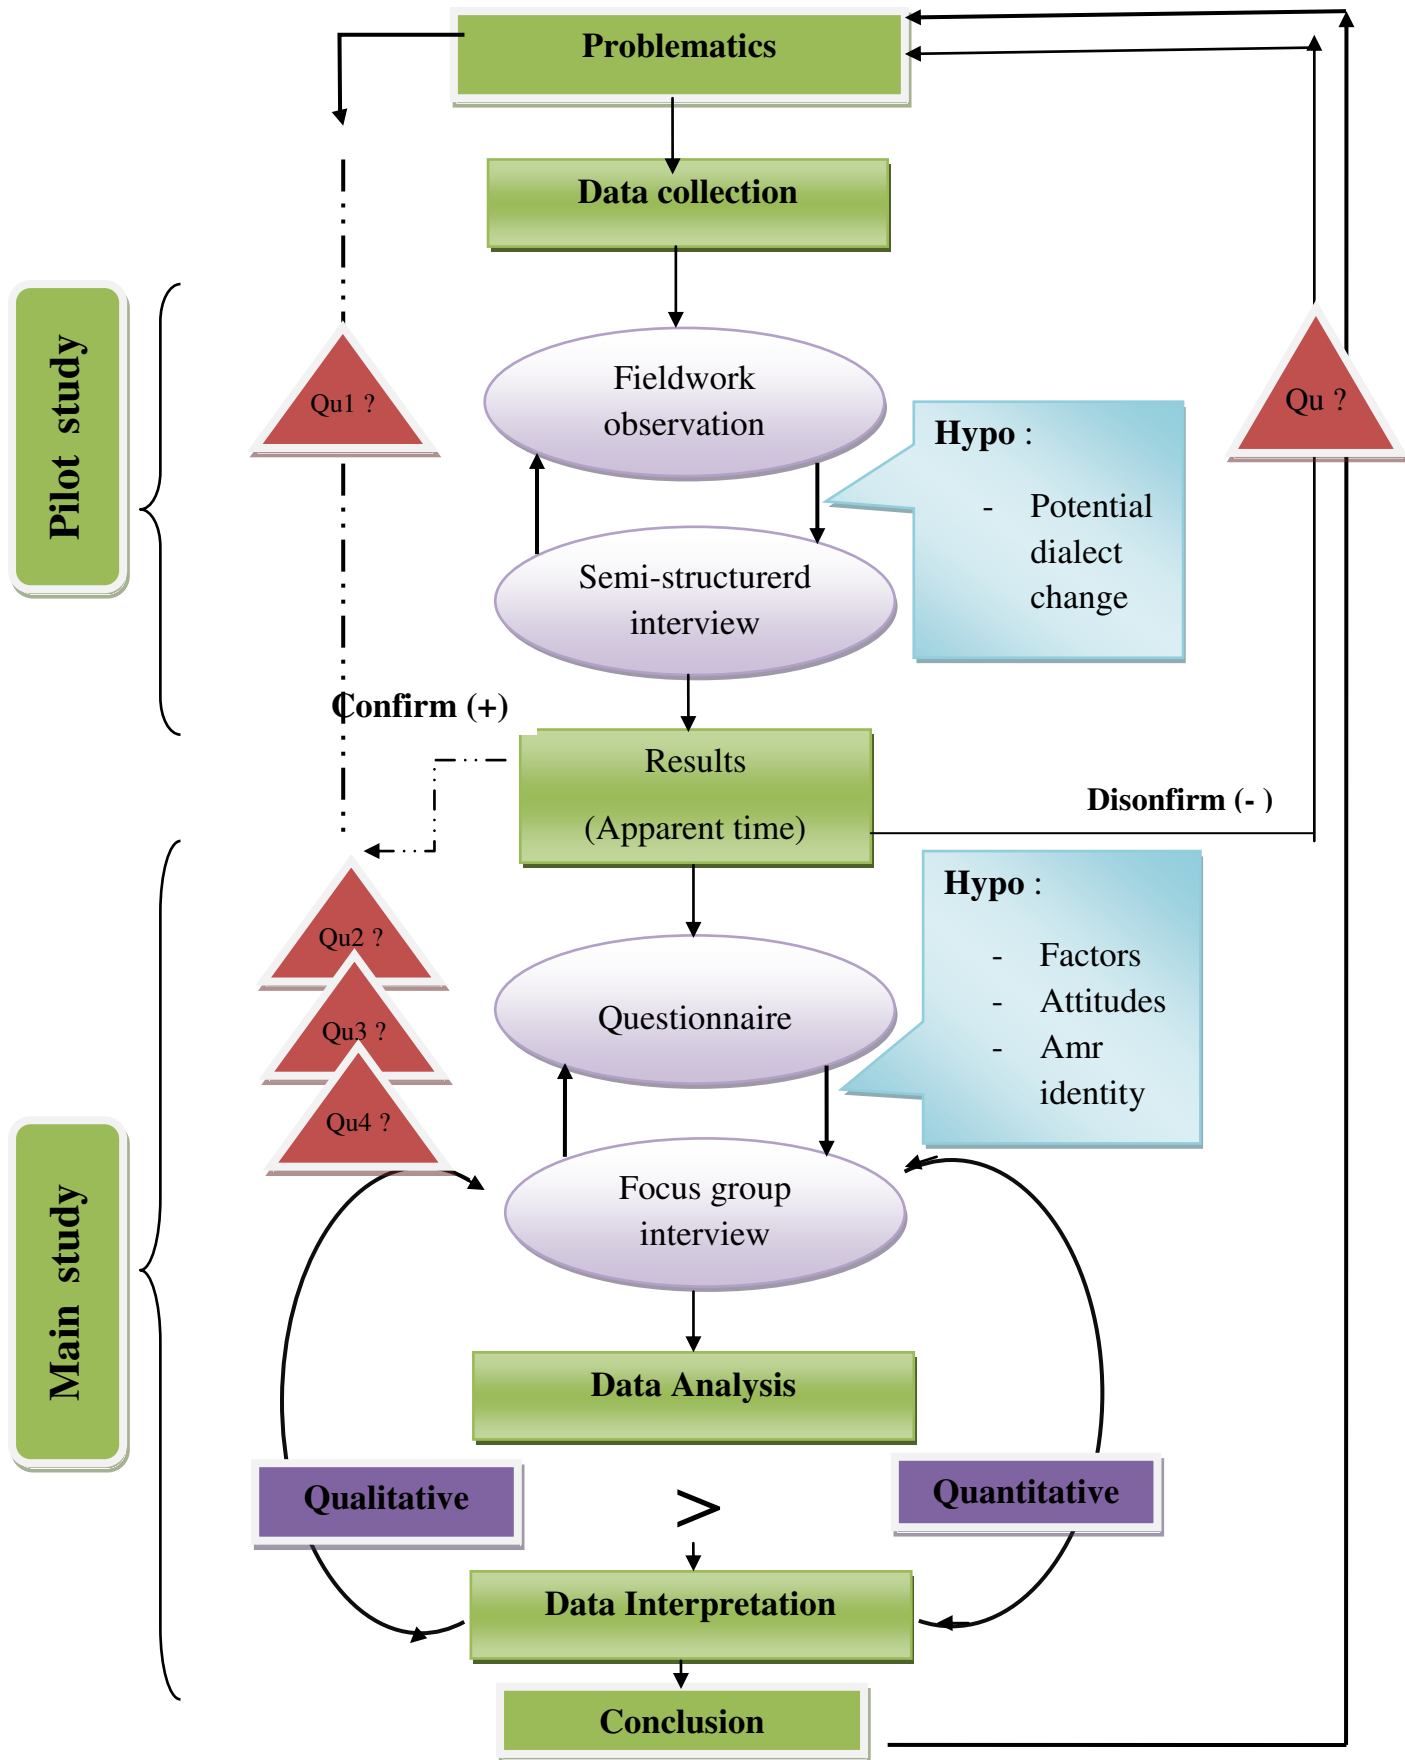 Problematics
Data collection
Pilot study
Fieldwork
observation
Qu1 ?
Qu ?
Hypo :
- Potential
dialect
change
Semi-structurerd
interview
Confirm (+)
Results
(Apparent time)
Disonfirm (- )
Hypo :
- Factors
- Attitudes
- Amr
identity
Qu2 ?
Qu3 ?
Qu4 ?
Questionnaire
Main study
Focus group
interview
Data Analysis
Qualitative
>
Quantitative
Data Interpretation
Conclusion